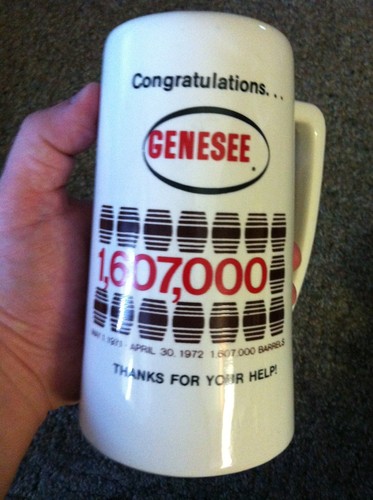 Congratulations...
GENESEE
1,607,000
MAY 1, 1971 - APRIL 30, 1972 1,607,000 BARRELS
THANKS FOR YOUR HELP!